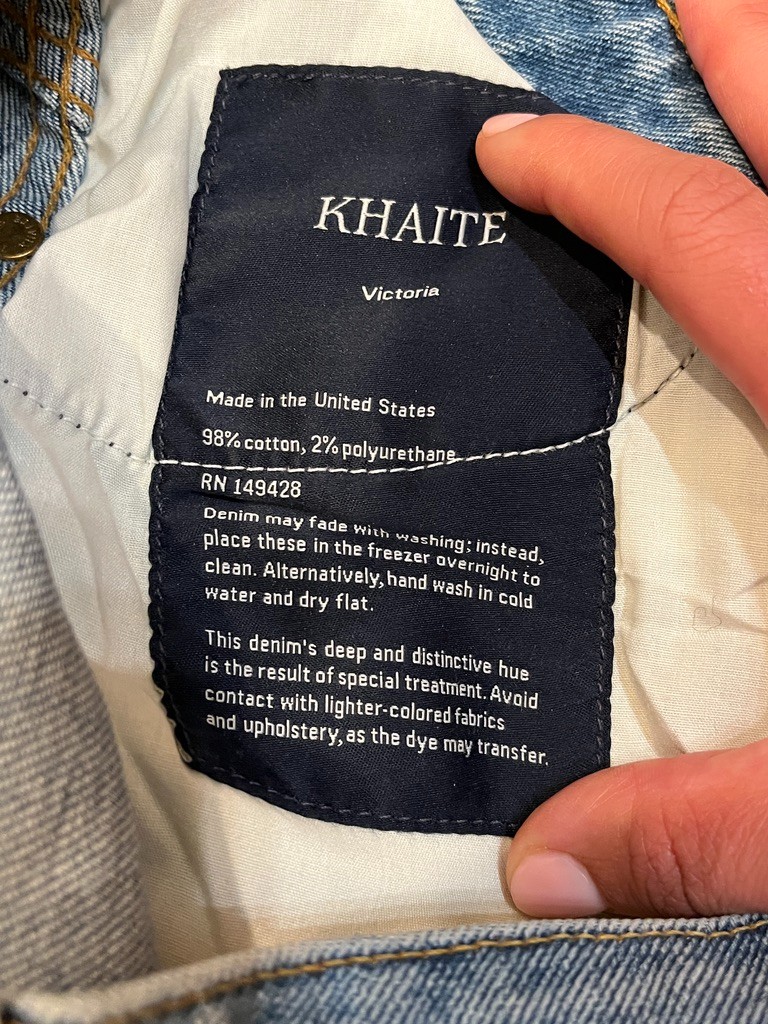 KHAITE
Victoria
Made in the United States
98% cotton, 2% polyurethane
RN 149428
Denim may fade with washing; instead,
place these in the freezer overnight to
clean. Alternatively, hand wash in cold
water and dry flat.
This denim's deep and distinctive hue
is the result of special treatment. Avoid
contact with lighter-colored fabrics
and upholstery, as the dye may transfer.